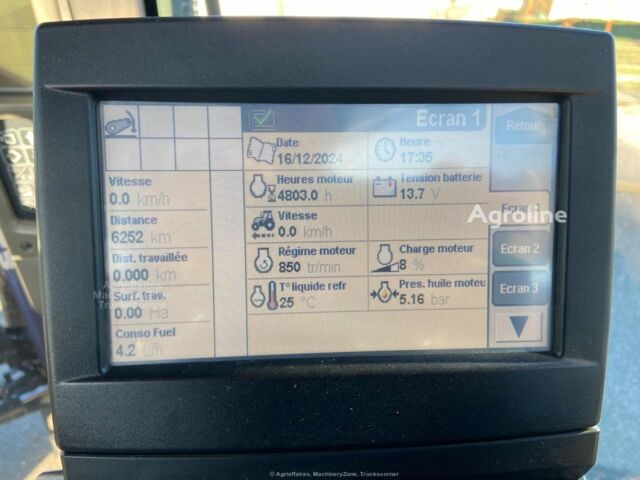 Ecran 1
Retour
Date
16/12/2024
Heure
17:35
Vitesse
0.0 km/h
Heures moteur
4803.0 h
Tension batterie
13.7 V
Distance
6252 km
Vitesse
0.0 km/h
Agroline
Dist. travaillée
0.000 km
Régime moteur
850 tr/min
Charge moteur
8 %
Ecran 2
Surf. trav.
0.00 Ha
T° liquide refr
25 °C
Pres. huile moteu
5.16 bar
Ecran 3
Conso Fuel
4.2 L/h
© Agriaffaires, MachineryZone, Truckscorner